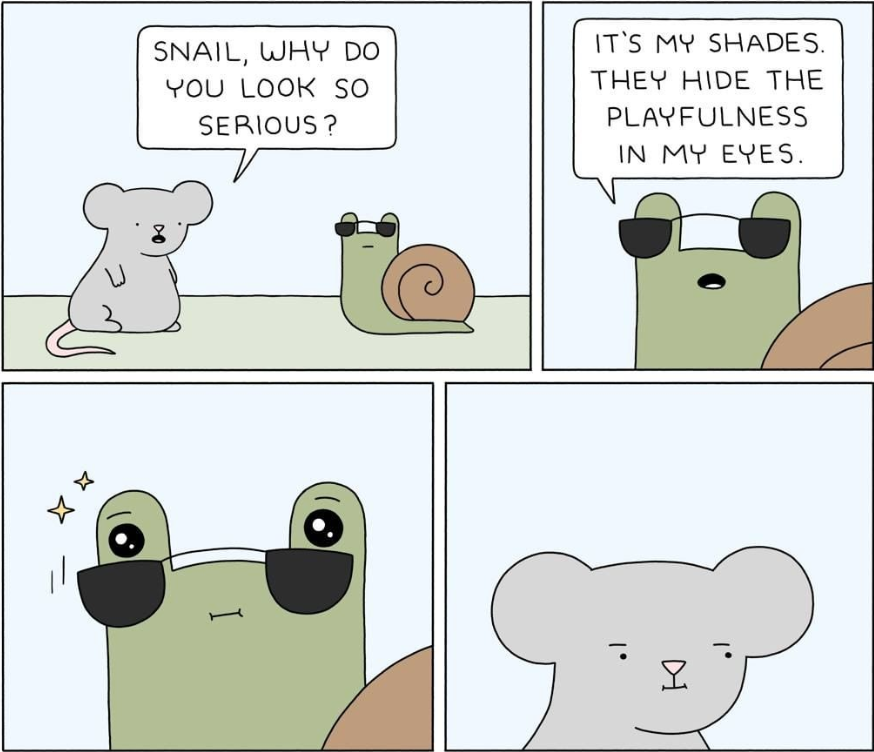 SNAIL, WHY DO
YOU LOOK SO
SERIOUS?
IT'S MY SHADES.
THEY HIDE THE
PLAYFULNESS
IN MY EYES.